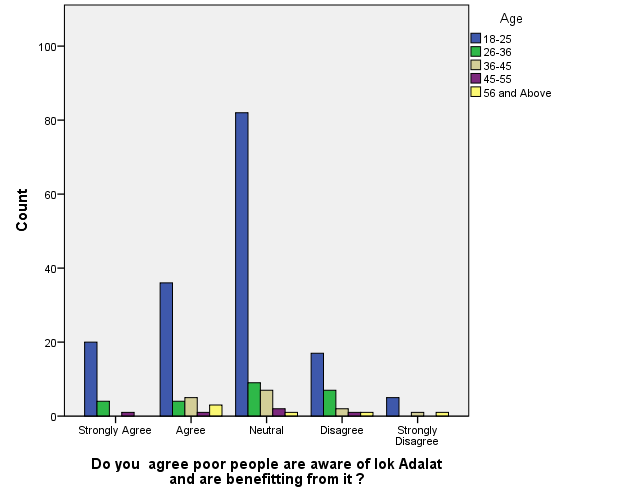 Age
18-25
26-36
36-45
45-55
56 and Above
100
80
60
40
20
0
Count
Strongly Agree
Agree
Neutral
Disagree
Strongly
Disagree
Do you  agree poor people are aware of lok Adalat
and are benefitting from it ?